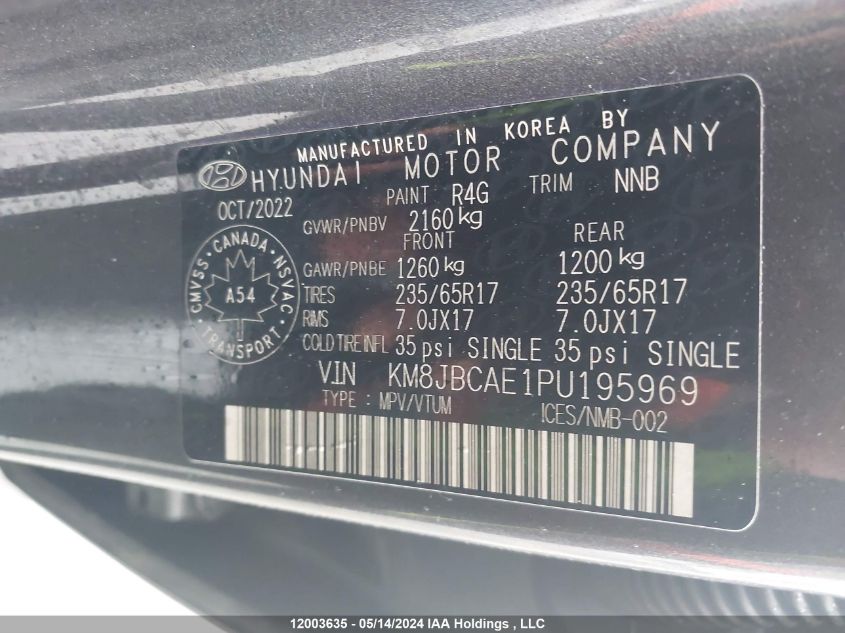 MANUFACTURED IN KOREA BY
HYUNDAI MOTOR COMPANY
OCT/2022 PAINT R4G TRIM NNB
GVWR/PNBV 2160 kg
FRONT REAR
GAWR/PNBE 1260 kg 1200 kg
TIRES 235/65R17 235/65R17
RIMS 7.0JX17 7.0JX17
COLD TIRE INFL 35 psi SINGLE 35 psi SINGLE
VIN KM8JBCAE1PU195969
TYPE : MPV/VTUM ICES/NMB-002
CMVSS · CANADA · NSVAC · TRANSPORT ·
A54
12003635 - 05/14/2024 IAA Holdings , LLC